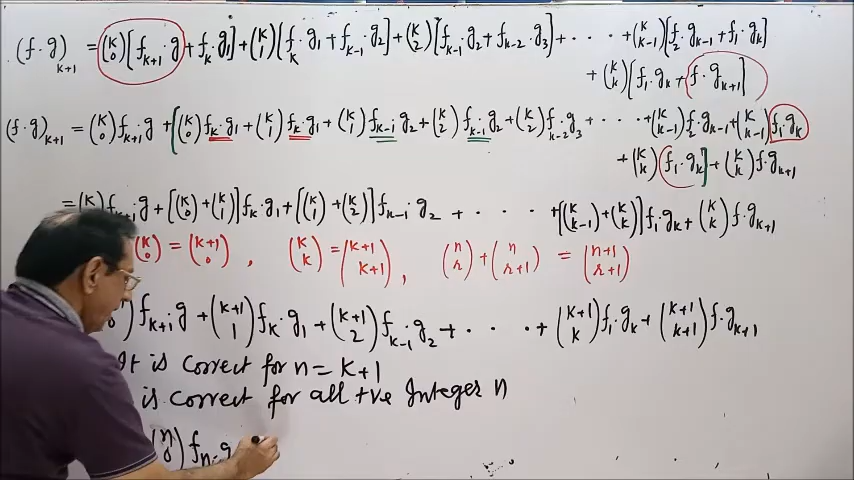 (f·g)_{k+1} = (k 0)[f_{k+1}·g + f_k·g_1] + (k 1)[f_k·g_1 + f_{k-1}·g_2] + (k 2)[f_{k-1}·g_2 + f_{k-2}·g_3] + · · · · + (k k-1)[f_2·g_{k-1} + f_1·g_k]
+ (k k)[f_1·g_k + f·g_{k+1}]
(f·g)_{k+1} = (k 0) f_{k+1}·g + [(k 0) f_k·g_1 + (k 1) f_k·g_1 + (k 1) f_{k-1}·g_2 + (k 2) f_{k-1}·g_2 + (k 2) f_{k-2}·g_3 + · · · · + (k k-1) f_2·g_{k-1} + (k k-1) f_1·g_k
+ (k k) f_1·g_k] + (k k) f·g_{k+1}
= (k 0) f_{k+1}·g + [(k 0) + (k 1)] f_k·g_1 + [(k 1) + (k 2)] f_{k-1}·g_2 + · · · · + [(k k-1) + (k k)] f_1·g_k + (k k) f·g_{k+1}
(k 0) = (k+1 0) , (k k) = (k+1 k+1) , (n r) + (n r+1) = (n+1 r+1)
f_{k+1}·g + (k+1 1) f_k·g_1 + (k+1 2) f_{k-1}·g_2 + · · · · + (k+1 k) f_1·g_k + (k+1 k+1) f·g_{k+1}
It is correct for n = k+1
is correct for all +ve Integer n
(n 0) f_n·g